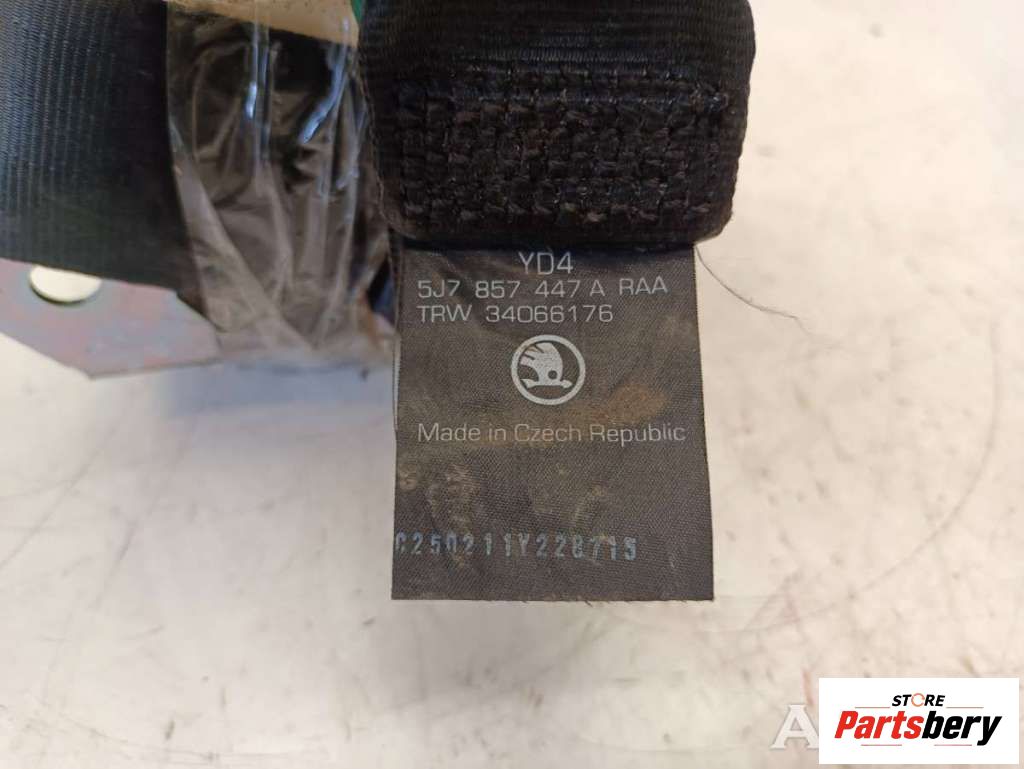 YD4
5J7 857 447 A RAA
TRW 34066176
Made in Czech Republic
C250211Y228715
A
STORE
Partsbery